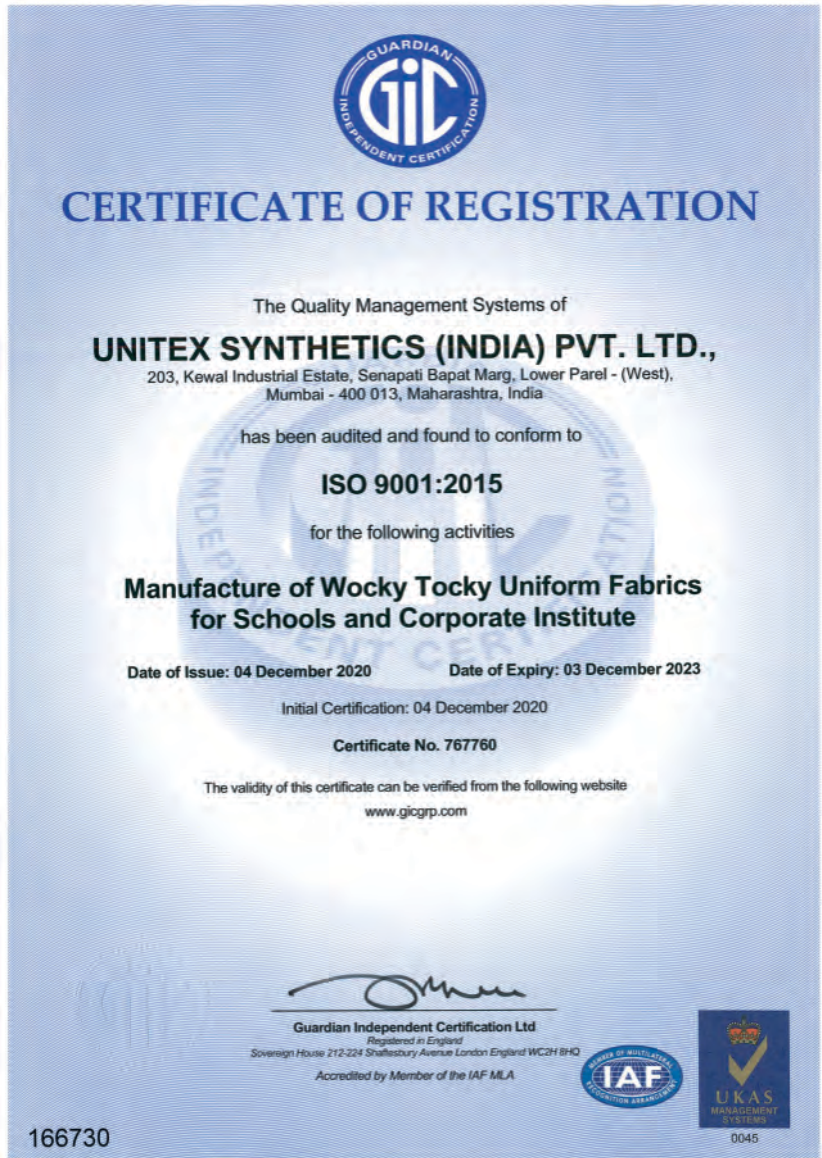 GUARDIAN
GiC
INDEPENDENT CERTIFICATION
CERTIFICATE OF REGISTRATION
The Quality Management Systems of
UNITEX SYNTHETICS (INDIA) PVT. LTD.,
203, Kewal Industrial Estate, Senapati Bapat Marg, Lower Parel - (West),
Mumbai - 400 013, Maharashtra, India
has been audited and found to conform to
ISO 9001:2015
for the following activities
Manufacture of Wocky Tocky Uniform Fabrics
for Schools and Corporate Institute
Date of Issue: 04 December 2020 Date of Expiry: 03 December 2023
Initial Certification: 04 December 2020
Certificate No. 767760
The validity of this certificate can be verified from the following website
www.gicgrp.com
Guardian Independent Certification Ltd
Registered in England
Sovereign House 212-224 Shaftesbury Avenue London England WC2H 8HQ
Accredited by Member of the IAF MLA
MEMBER OF MULTILATERAL
IAF
RECOGNITION ARRANGEMENT
UKAS
MANAGEMENT
SYSTEMS
0045
166730